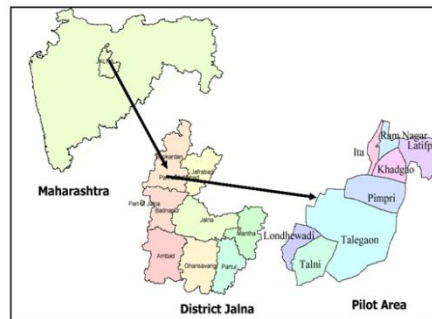 JALNA
Maharashtra
Jafrabad
Badnapur
Jalna
Mantha
Ambad
Ghansavangi
Partur
District Jalna
Ram Nagar
Latifp
Ita
Khadgao
Pimpri
Londhewadi
Talegaon
Talni
Pilot Area